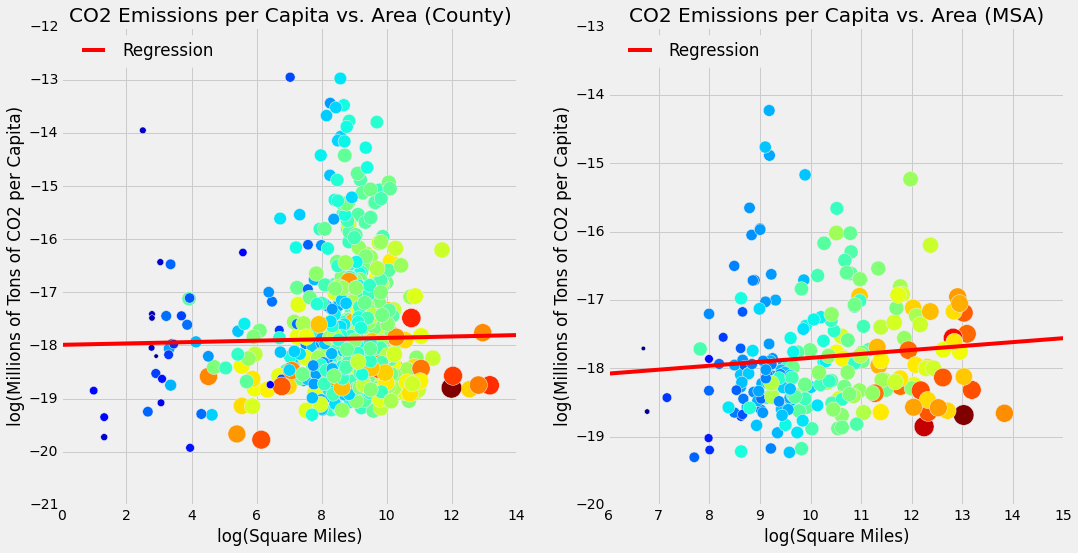 CO2 Emissions per Capita vs. Area (County)
Regression
log(Millions of Tons of CO2 per Capita)
−12
−13
−14
−15
−16
−17
−18
−19
−20
−21
0 2 4 6 8 10 12 14
log(Square Miles)
CO2 Emissions per Capita vs. Area (MSA)
Regression
log(Millions of Tons of CO2 per Capita)
−13
−14
−15
−16
−17
−18
−19
−20
6 7 8 9 10 11 12 13 14 15
log(Square Miles)